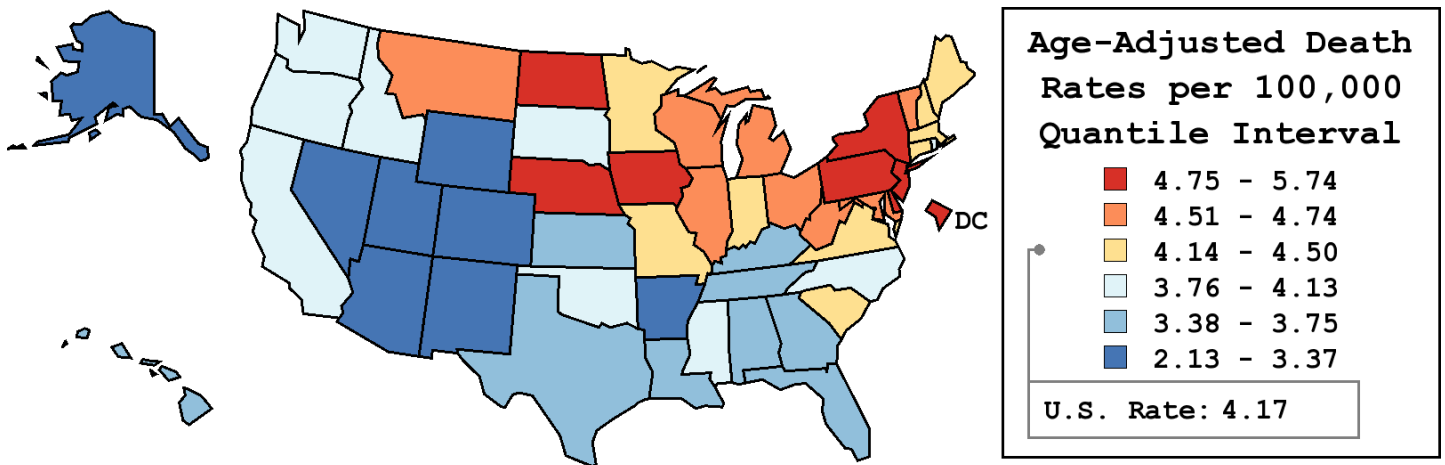 Age-Adjusted Death
Rates per 100,000
Quantile Interval
4.75 - 5.74
4.51 - 4.74
4.14 - 4.50
3.76 - 4.13
3.38 - 3.75
2.13 - 3.37
U.S. Rate: 4.17
DC